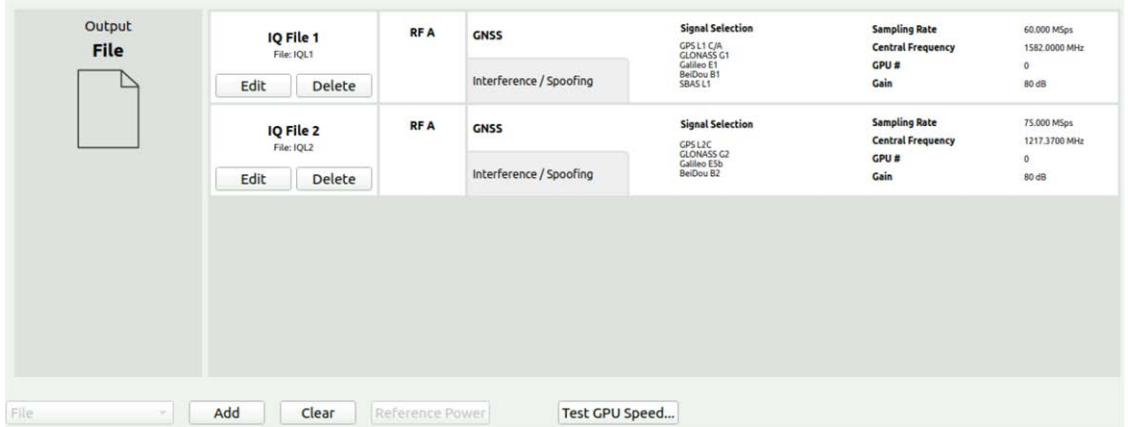 Output
File
IQ File 1
File: IQL1
Edit
Delete
RF A
GNSS
Interference / Spoofing
Signal Selection
GPS L1 C/A
GLONASS G1
Galileo E1
BeiDou B1
SBAS L1
Sampling Rate 60.000 MSps
Central Frequency 1582.0000 MHz
GPU # 0
Gain 80 dB
IQ File 2
File: IQL2
Edit
Delete
RF A
GNSS
Interference / Spoofing
Signal Selection
GPS L2C
GLONASS G2
Galileo E5b
BeiDou B2
Sampling Rate 75.000 MSps
Central Frequency 1217.3700 MHz
GPU # 0
Gain 80 dB
File Add Clear Reference Power Test GPU Speed...